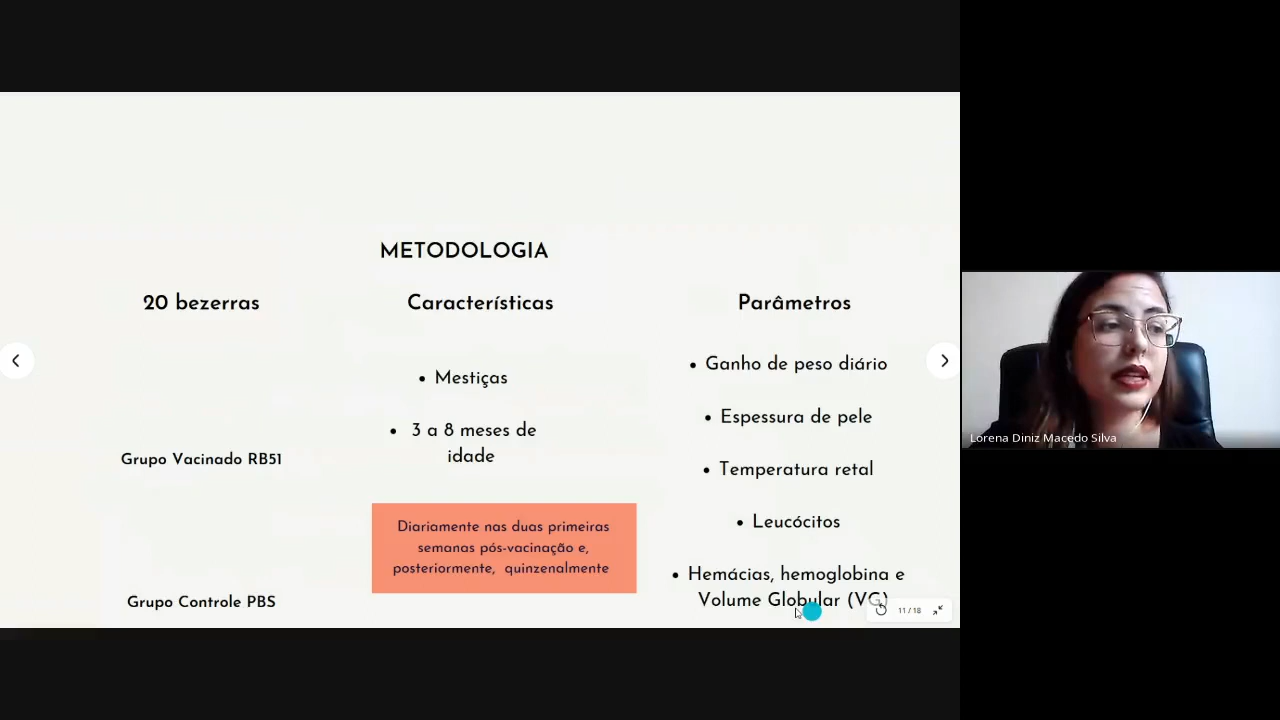 METODOLOGIA
20 bezerras
Grupo Vacinado RB51
Grupo Controle PBS
Características
• Mestiças
• 3 a 8 meses de
idade
Diariamente nas duas primeiras
semanas pós-vacinação e,
posteriormente, quinzenalmente
Parâmetros
• Ganho de peso diário
• Espessura de pele
• Temperatura retal
• Leucócitos
• Hemácias, hemoglobina e
Volume Globular (VG)
11 / 18
Lorena Diniz Macedo Silva